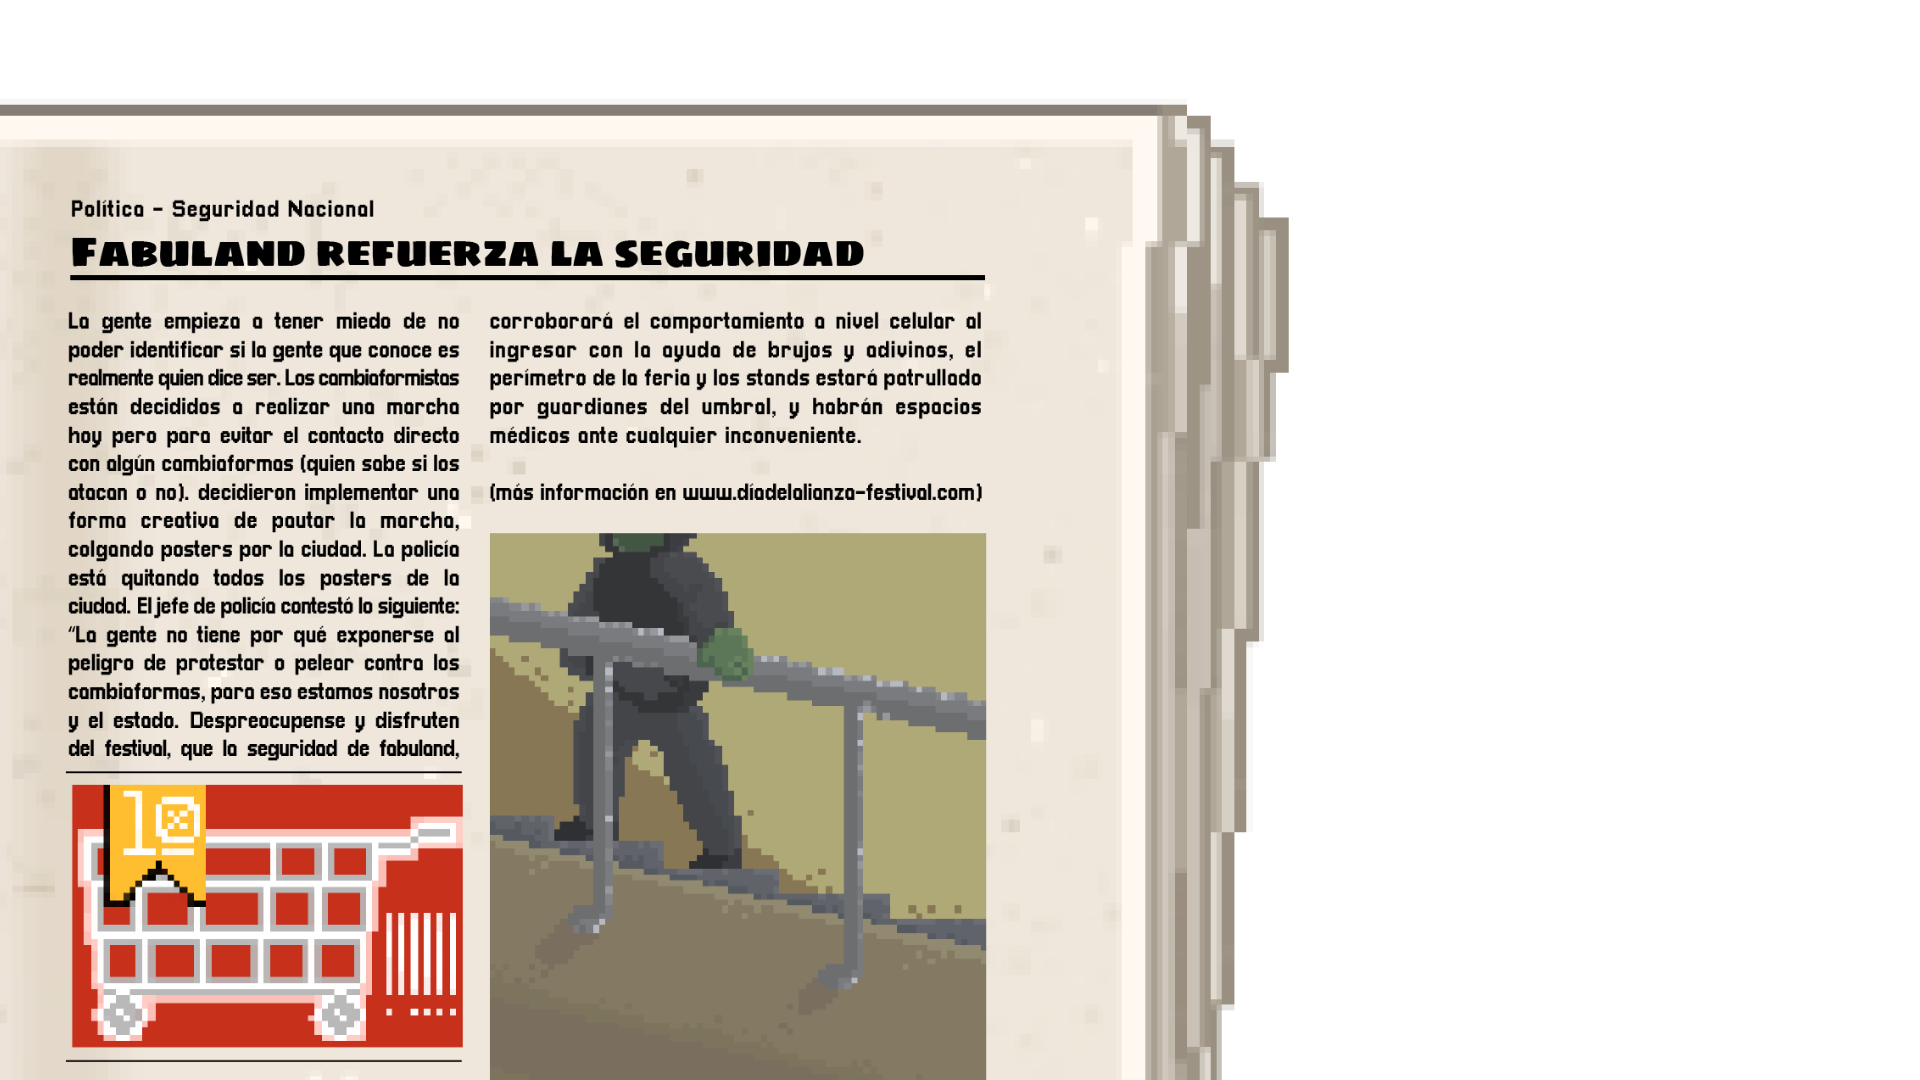 Política - Seguridad Nacional
Fabuland refuerza la seguridad
La gente empieza a tener miedo de no
poder identificar si la gente que conoce es
realmente quien dice ser. Los cambiaformistas
están decididos a realizar una marcha
hoy pero para evitar el contacto directo
con algún cambiaformas (quien sabe si los
atacan o no). decidieron implementar una
forma creativa de pautar la marcha,
colgando posters por la ciudad. La policía
está quitando todos los posters de la
ciudad. El jefe de policía contestó lo siguiente:
“La gente no tiene por qué exponerse al
peligro de protestar o pelear contra los
cambiaformas, para eso estamos nosotros
y el estado. Despreocupense y disfruten
del festival, que la seguridad de fabuland,
corroborará el comportamiento a nivel celular al
ingresar con la ayuda de brujos y adivinos, el
perímetro de la feria y los stands estará patrullado
por guardianes del umbral, y habrán espacios
médicos ante cualquier inconveniente.
(más información en www.díadelalianza-festival.com)